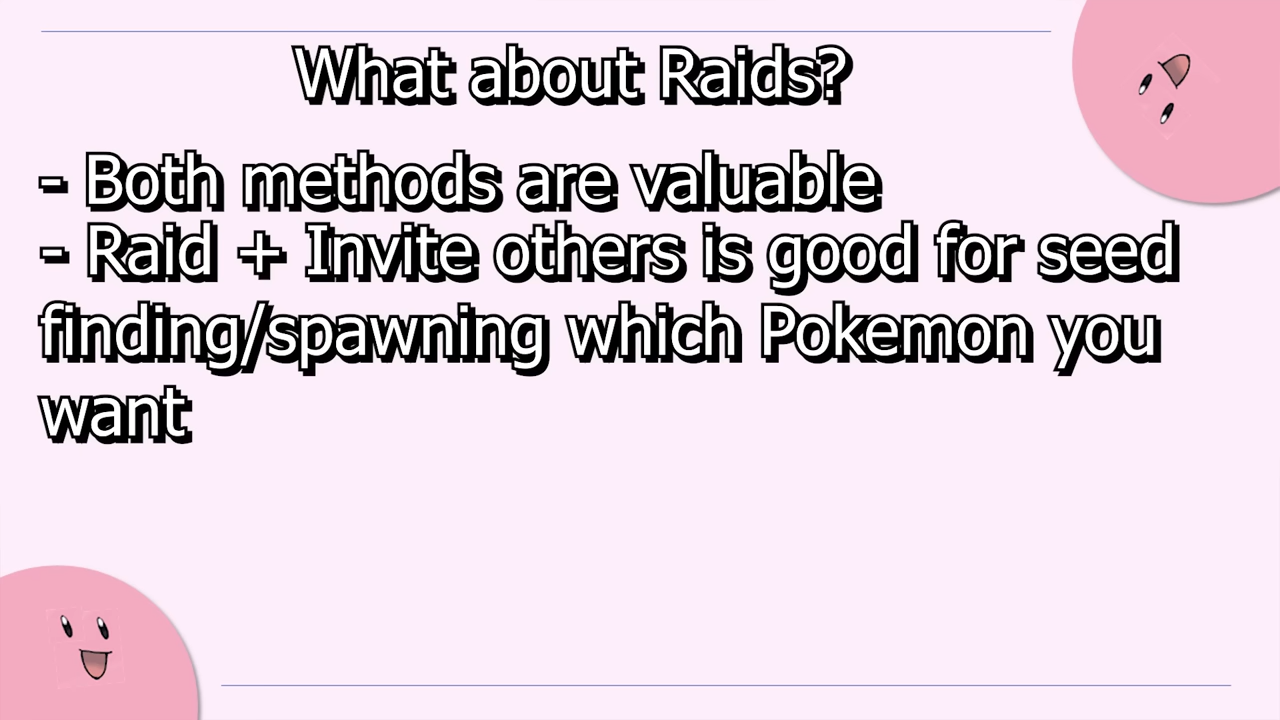 What about Raids?
- Both methods are valuable
- Raid + Invite others is good for seed
finding/spawning which Pokemon you
want